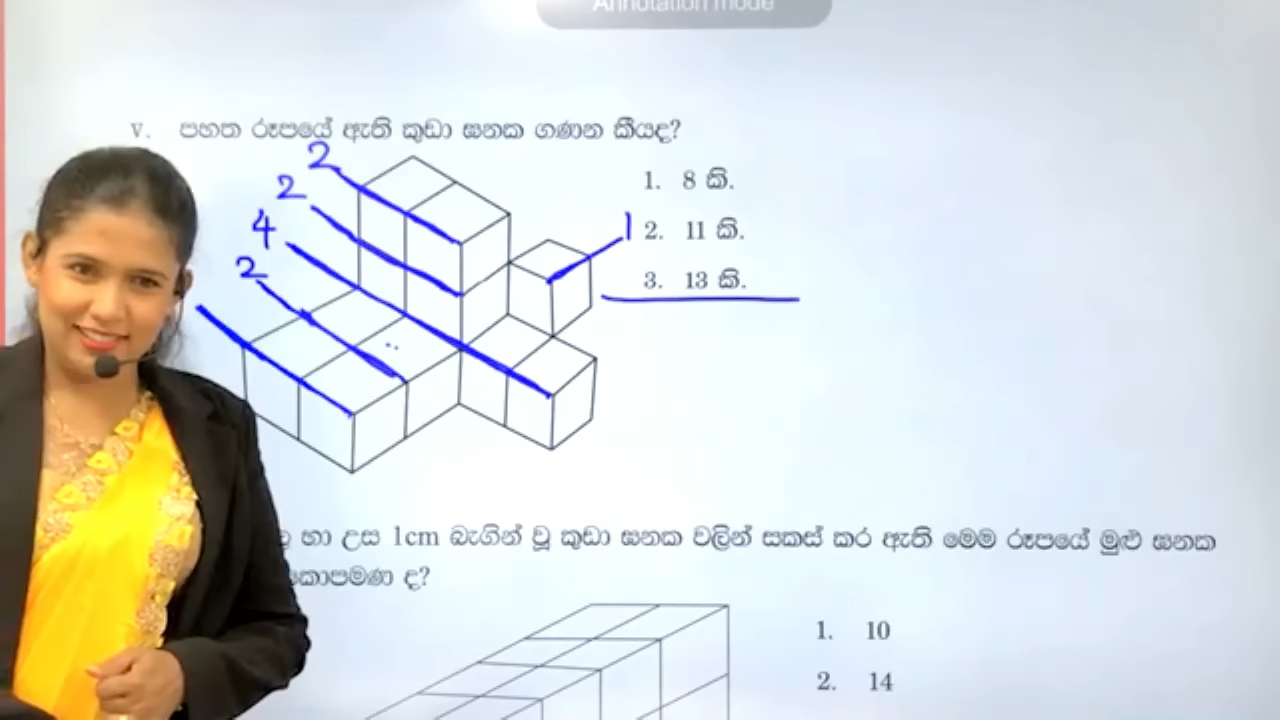 Annotation mode
v. පහත රූපයේ ඇති කුඩා ඝනක ගණන කීයද?
2
2
4
2
1
1. 8 කි.
2. 11 කි.
3. 13 කි.
හා උස 1cm බැගින් වූ කුඩා ඝනක වලින් සකස් කර ඇති මෙම රූපයේ මුළු ඝනක
ද?
1. 10
2. 14